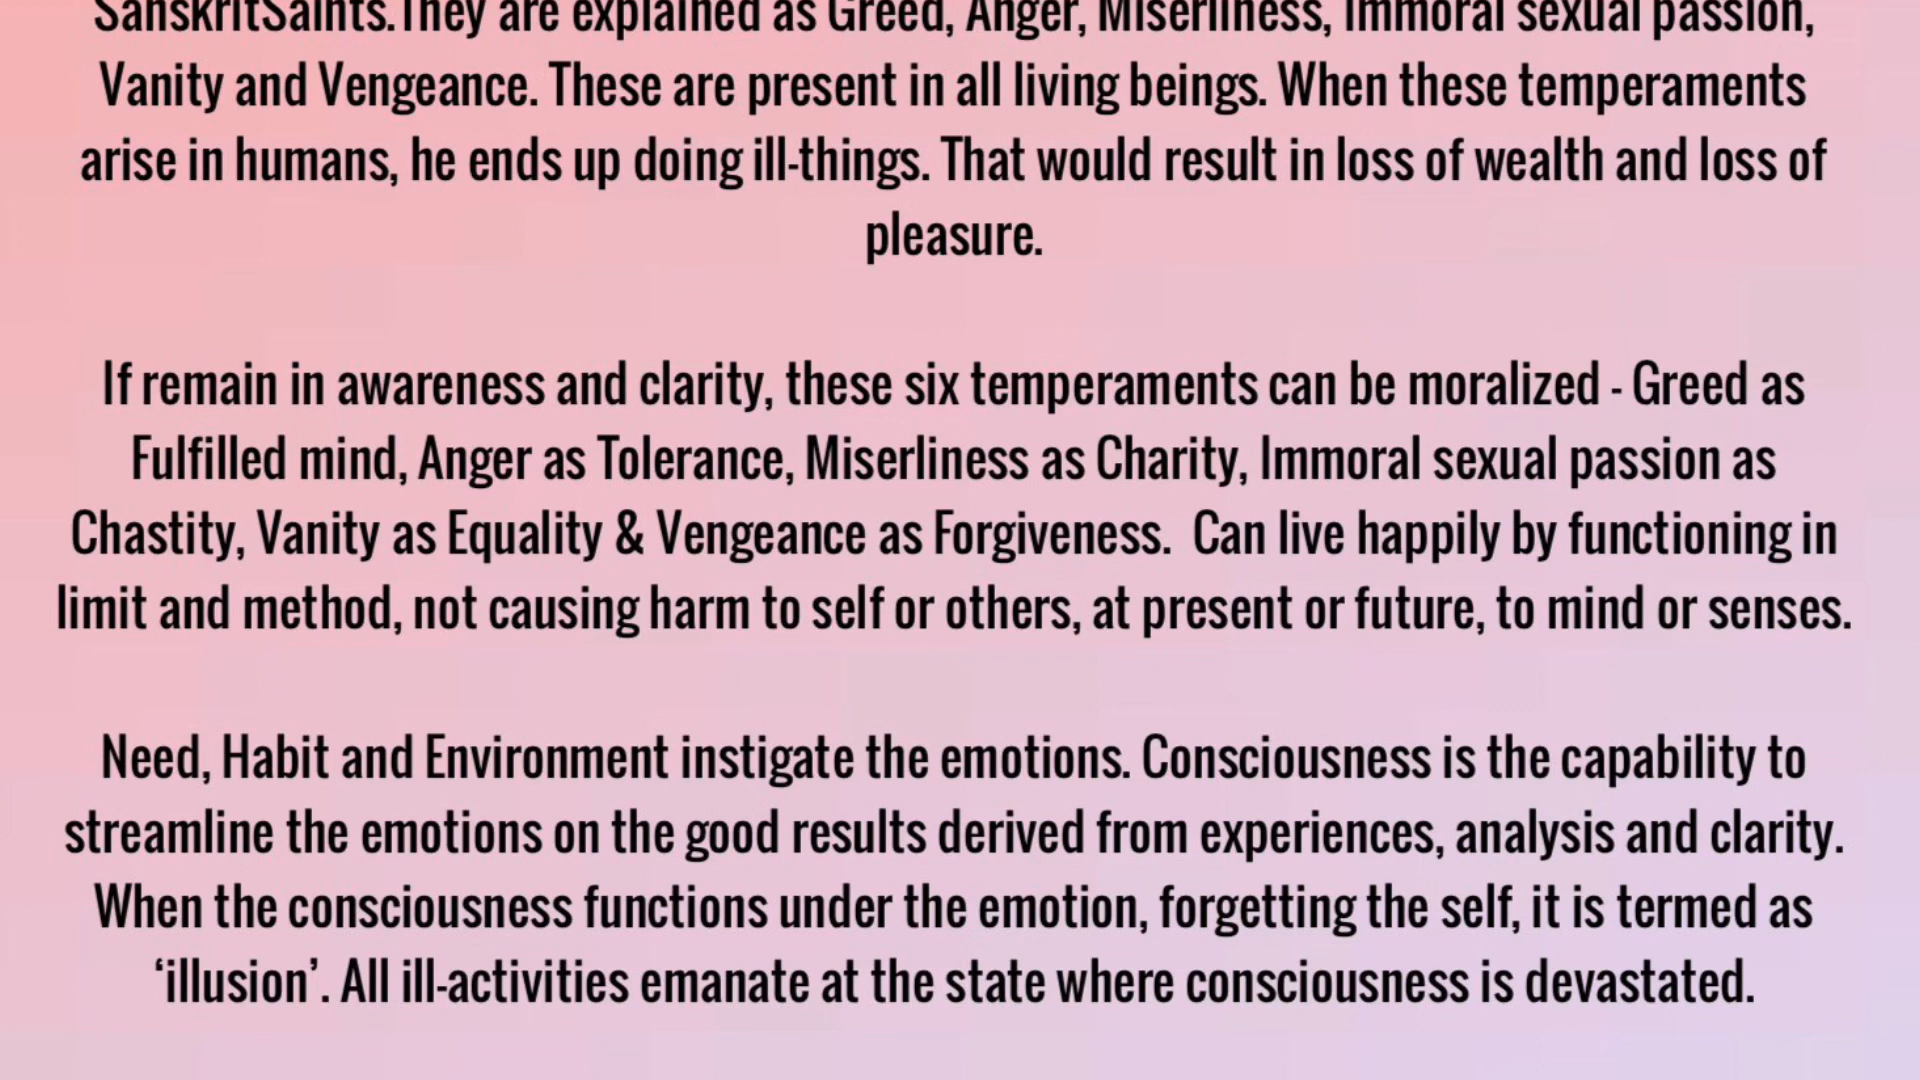 SanskritSaints.They are explained as Greed, Anger, Miserliness, Immoral sexual passion,
Vanity and Vengeance. These are present in all living beings. When these temperaments
arise in humans, he ends up doing ill-things. That would result in loss of wealth and loss of
pleasure.
If remain in awareness and clarity, these six temperaments can be moralized - Greed as
Fulfilled mind, Anger as Tolerance, Miserliness as Charity, Immoral sexual passion as
Chastity, Vanity as Equality & Vengeance as Forgiveness.  Can live happily by functioning in
limit and method, not causing harm to self or others, at present or future, to mind or senses.
Need, Habit and Environment instigate the emotions. Consciousness is the capability to
streamline the emotions on the good results derived from experiences, analysis and clarity.
When the consciousness functions under the emotion, forgetting the self, it is termed as
‘illusion’. All ill-activities emanate at the state where consciousness is devastated.